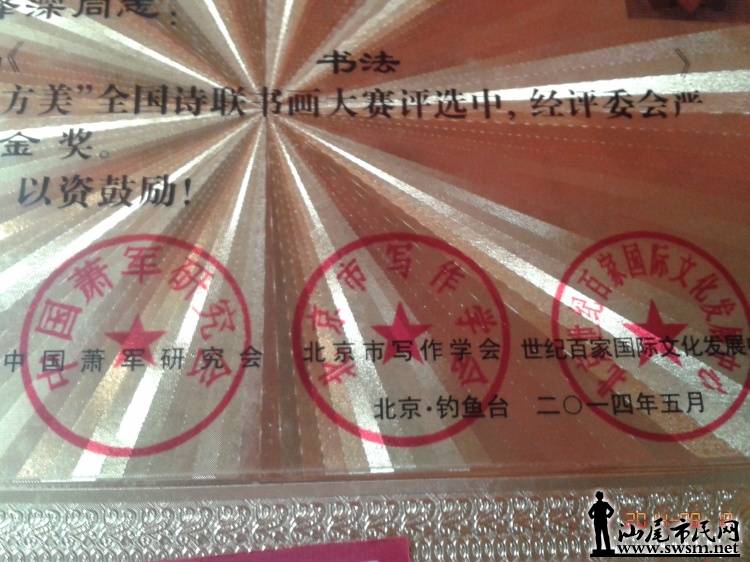 《 书法 》
方美”全国诗联书画大赛评选中，经评委会严
金奖。
以资鼓励！
中国萧军研究会
北京市写作学会
中国萧军研究会 北京市写作学会 世纪百家国际文化发展
北京·钓鱼台 二〇一四年五月
汕尾市民网
www.swsm.net